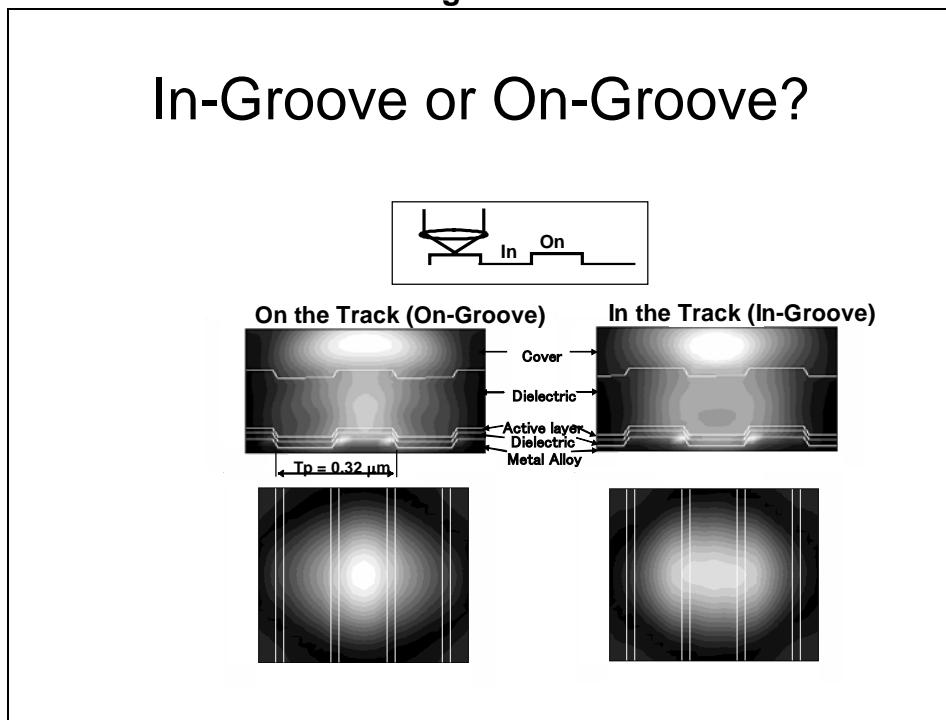 In-Groove or On-Groove?
In
On
On the Track (On-Groove)
In the Track (In-Groove)
Cover
Dielectric
Active layer
Dielectric
Metal Alloy
Tp = 0.32 μm